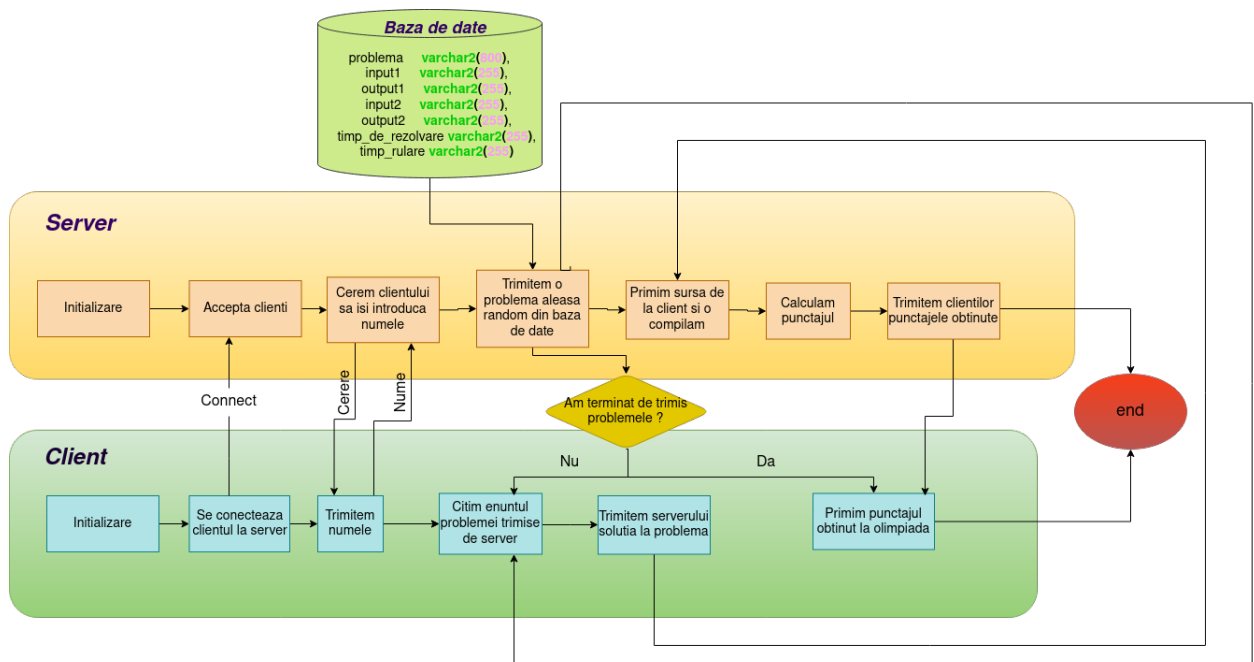 Baza de date
problema varchar2(600),
input1 varchar2(255),
output1 varchar2(255),
input2 varchar2(255),
output2 varchar2(255),
timp_de_rezolvare varchar2(255),
timp_rulare varchar2(255)
Server
Initializare
Accepta clienti
Cerem clientului
sa isi introduca
numele
Trimitem o
problema aleasa
random din baza
de date
Primim sursa de
la client si o
compilam
Calculam
punctajul
Trimitem clientilor
punctajele obtinute
Connect
Cerere
Nume
Am terminat de trimis
problemele ?
end
Client
Nu
Da
Initializare
Se conecteaza
clientul la server
Trimitem
numele
Citim enuntul
problemei trimise
de server
Trimitem serverului
solutia la problema
Primim punctajul
obtinut la olimpiada